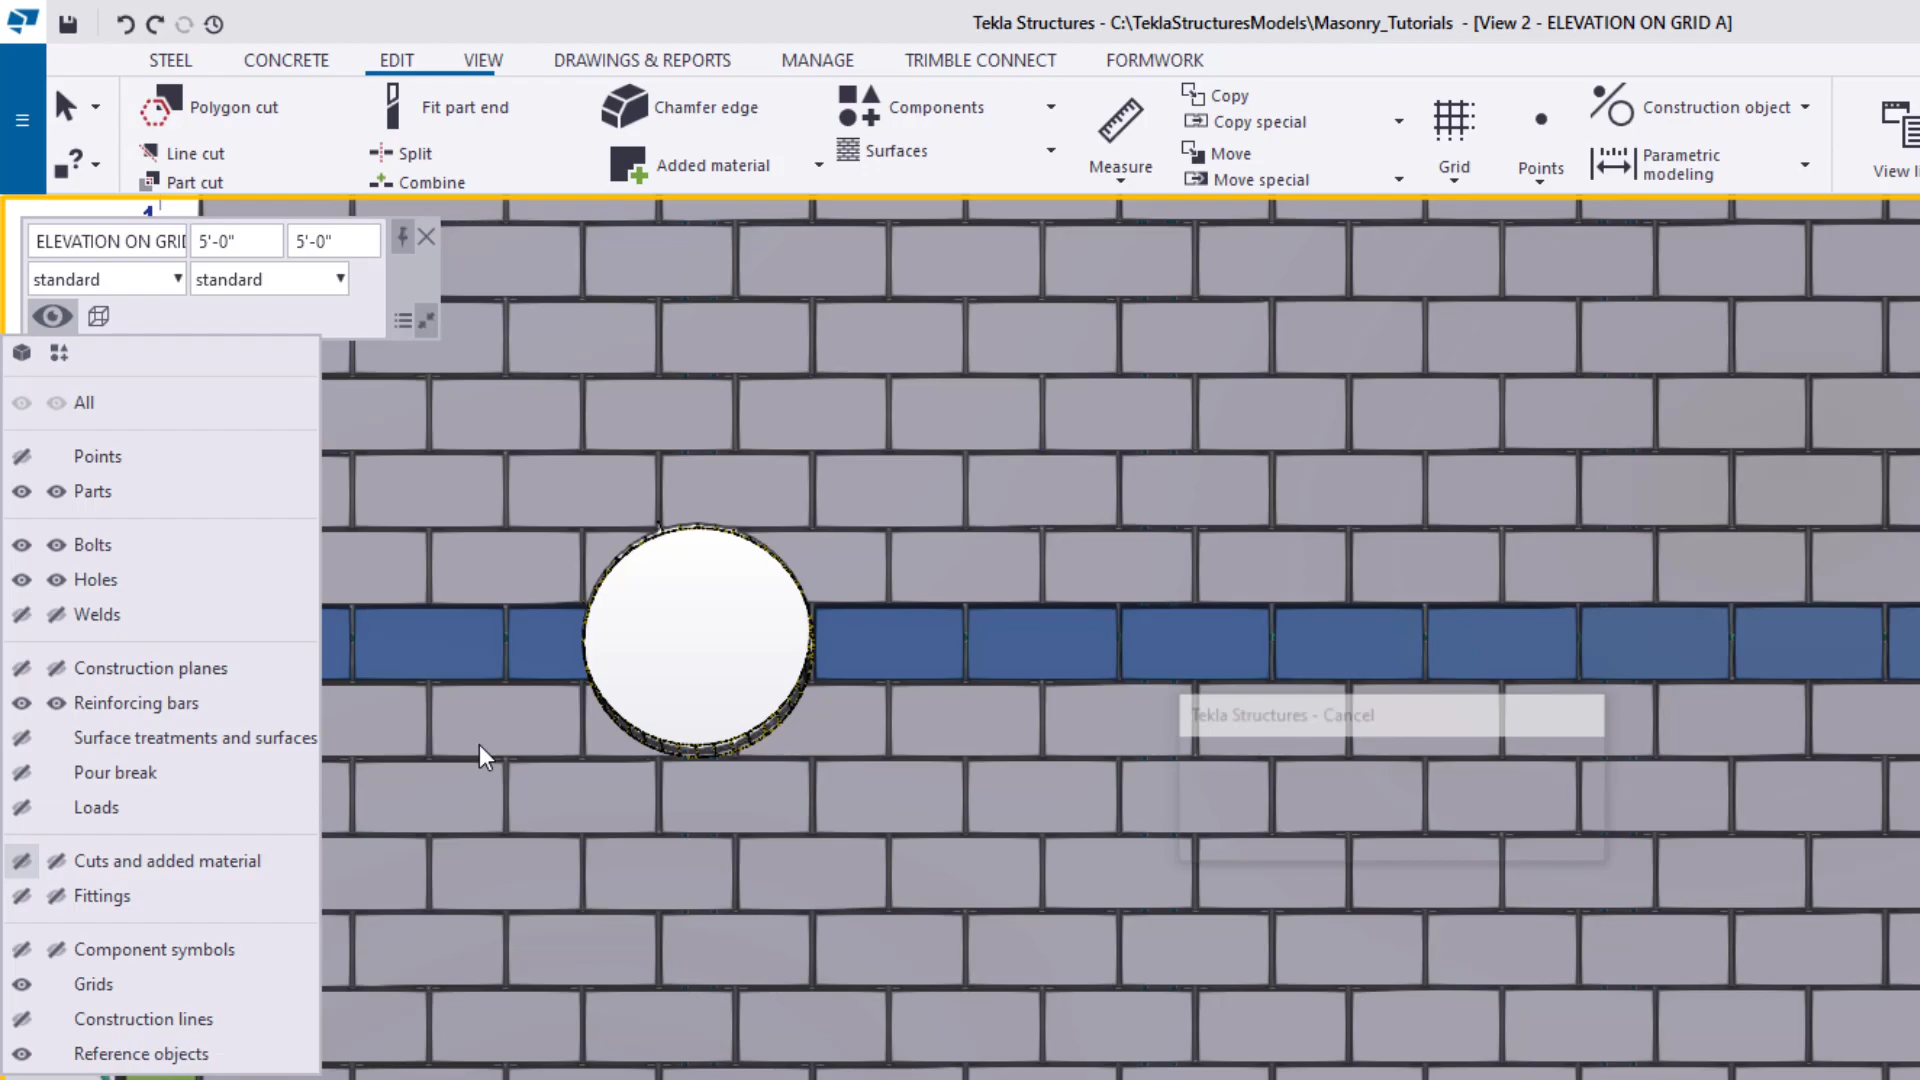 Tekla Structures - C:\TeklaStructuresModels\Masonry_Tutorials - [View 2 - ELEVATION ON GRID A]
STEEL CONCRETE EDIT VIEW DRAWINGS & REPORTS MANAGE TRIMBLE CONNECT FORMWORK
Polygon cut
Line cut
Part cut
Fit part end
Split
Combine
Chamfer edge
Added material
Components
Surfaces
Measure
Copy
Copy special
Move
Move special
Grid
Points
Construction object
Parametric
modeling
1
ELEVATION ON GRID 5'-0" 5'-0"
standard standard
All
Points
Parts
Bolts
Holes
Welds
Construction planes
Reinforcing bars
Surface treatments and surfaces
Pour break
Loads
Cuts and added material
Fittings
Component symbols
Grids
Construction lines
Reference objects
Tekla Structures - Cancel